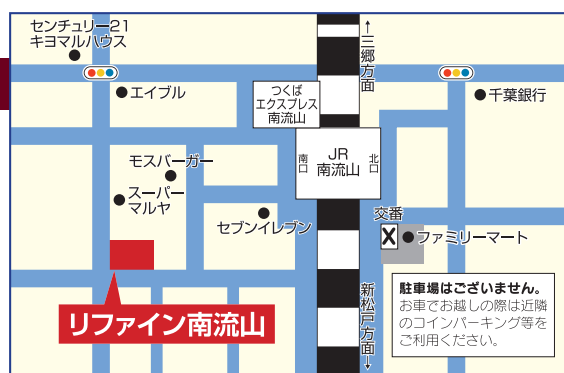 センチュリー21
キヨマルハウス
エイブル
つくば
エクスプレス
南流山
←三郷方面
千葉銀行
モスバーガー
南口
JR
南流山
北口
スーパー
マルヤ
セブンイレブン
交番
X
ファミリーマート
リファイン南流山
新松戸方面→
駐車場はございません。
お車でお越しの際は近隣
のコインパーキング等を
ご利用ください。